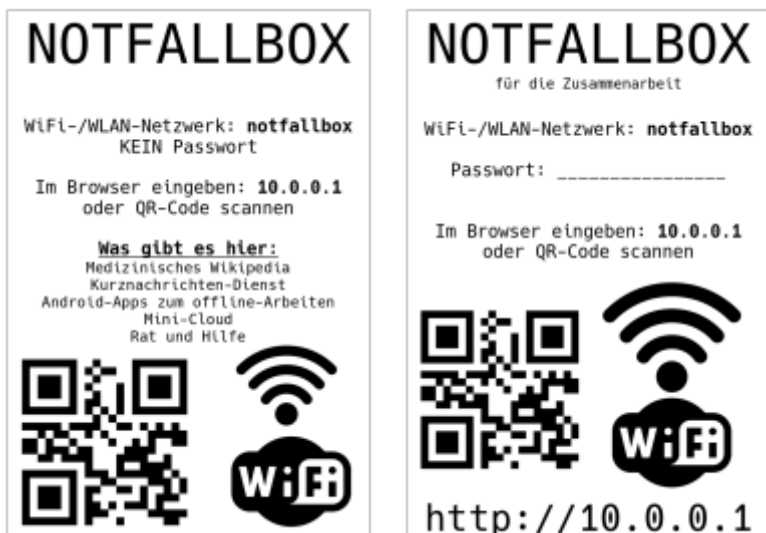 NOTFALLBOX
WiFi-/WLAN-Netzwerk: notfallbox
KEIN Passwort
Im Browser eingeben: 10.0.0.1
oder QR-Code scannen
Was gibt es hier:
Medizinisches Wikipedia
Kurznachrichten-Dienst
Android-Apps zum offline-Arbeiten
Mini-Cloud
Rat und Hilfe
WiFi
NOTFALLBOX
für die Zusammenarbeit
WiFi-/WLAN-Netzwerk: notfallbox
Passwort: ________________
Im Browser eingeben: 10.0.0.1
oder QR-Code scannen
WiFi
http://10.0.0.1